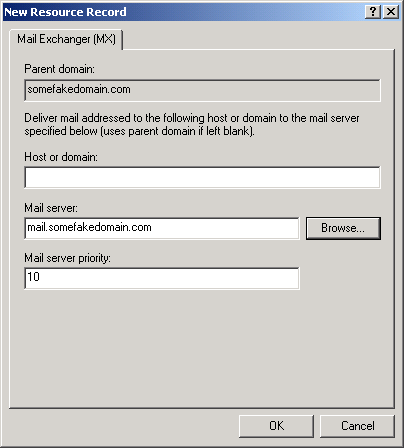 New Resource Record
Mail Exchanger (MX)
Parent domain:
somefakedomain.com
Deliver mail addressed to the following host or domain to the mail server
specified below (uses parent domain if left blank).
Host or domain:
Mail server:
mail.somefakedomain.com
Browse...
Mail server priority:
10
OK
Cancel